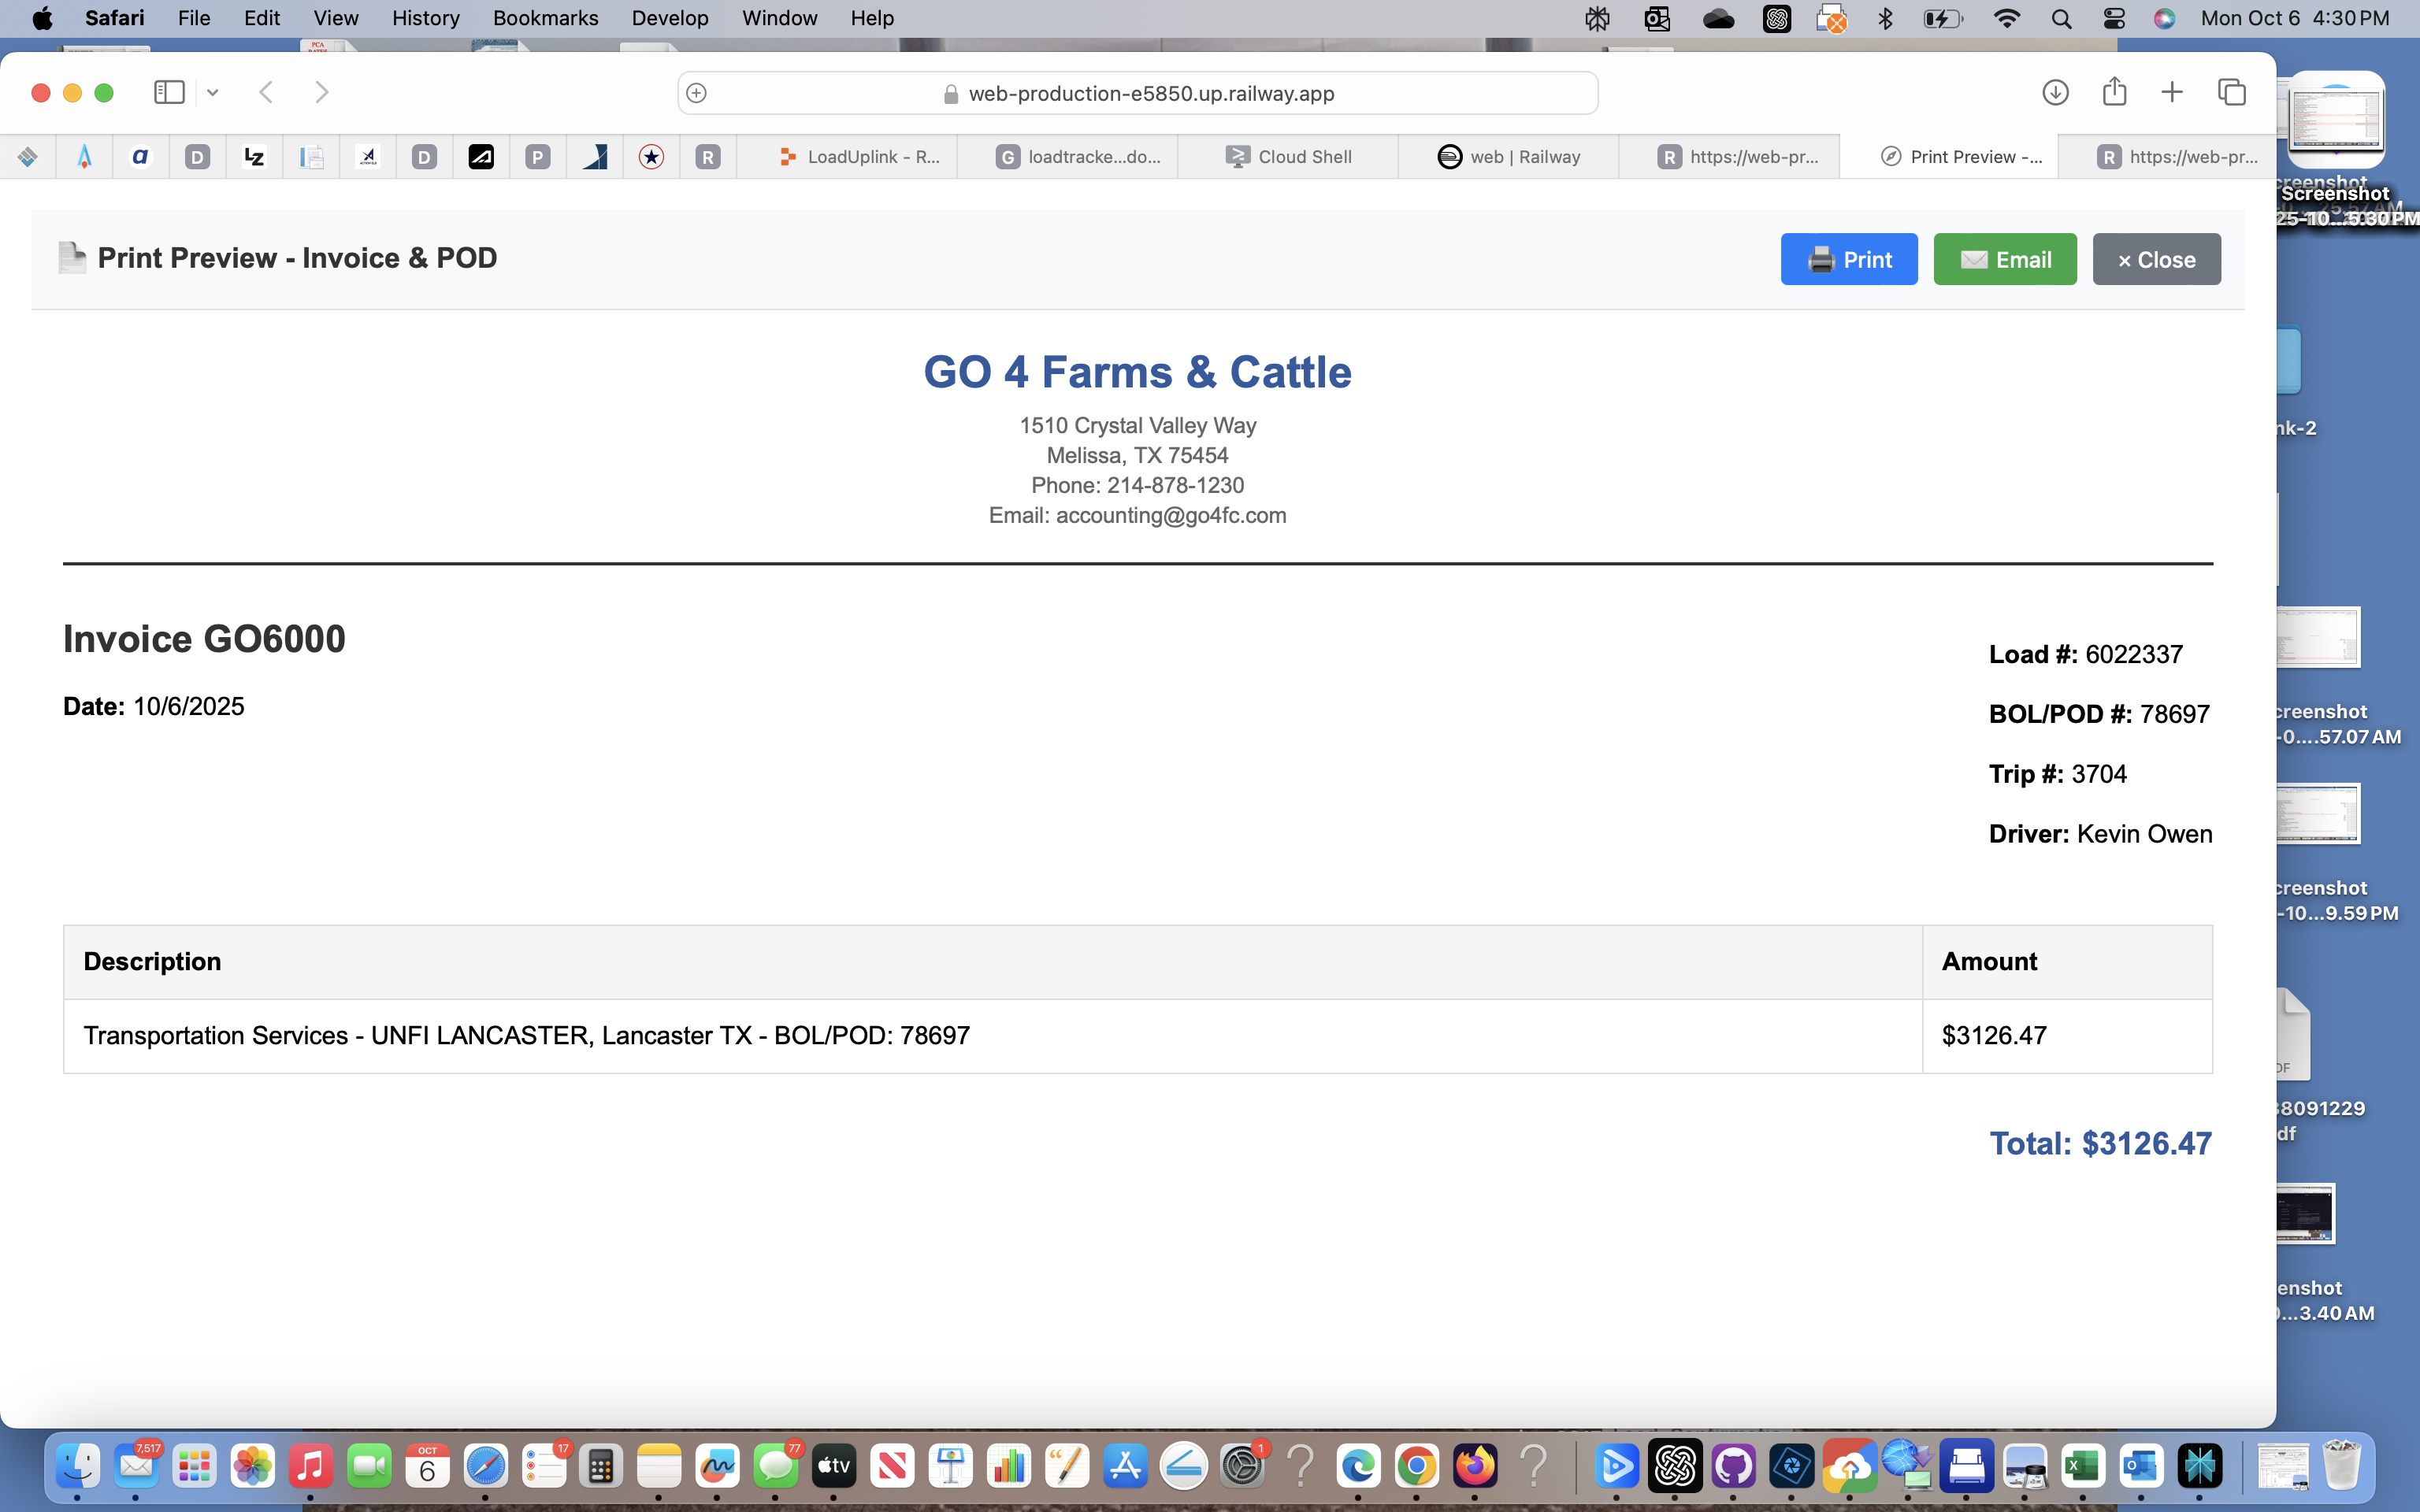 Safari File Edit View History Bookmarks Develop Window Help Mon Oct 6 4:30 PM
web-production-e5850.up.railway.app
LoadUplink - R... loadtracke...do... Cloud Shell web | Railway https://web-pr... Print Preview -... https://web-pr...
Print Preview - Invoice & POD
Print
Email
× Close
GO 4 Farms & Cattle
1510 Crystal Valley Way
Melissa, TX 75454
Phone: 214-878-1230
Email: accounting@go4fc.com
Invoice GO6000
Date: 10/6/2025
Load #: 6022337
BOL/POD #: 78697
Trip #: 3704
Driver: Kevin Owen
Description Amount
Transportation Services - UNFI LANCASTER, Lancaster TX - BOL/POD: 78697 $3126.47
Total: $3126.47
Screenshot
25-10...5.30 PM
nk-2
creenshot
-0....57.07 AM
creenshot
-10...9.59 PM
DF
38091229
df
enshot
...3.40 AM
7,517
OCT
6
17
77
tv
1